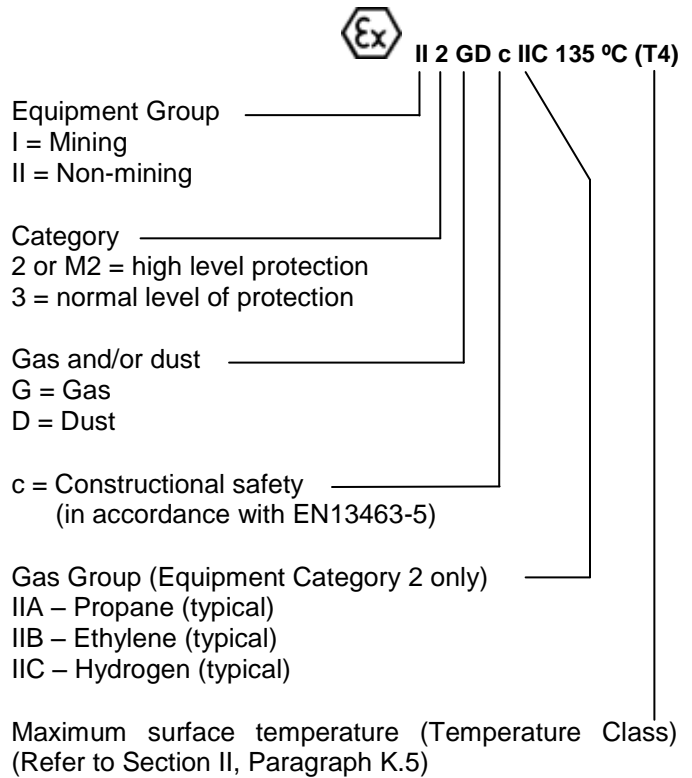 Ex II 2 GD c IIC 135 ºC (T4)
Equipment Group
I = Mining
II = Non-mining
Category
2 or M2 = high level protection
3 = normal level of protection
Gas and/or dust
G = Gas
D = Dust
c = Constructional safety
(in accordance with EN13463-5)
Gas Group (Equipment Category 2 only)
IIA – Propane (typical)
IIB – Ethylene (typical)
IIC – Hydrogen (typical)
Maximum surface temperature (Temperature Class)
(Refer to Section II, Paragraph K.5)